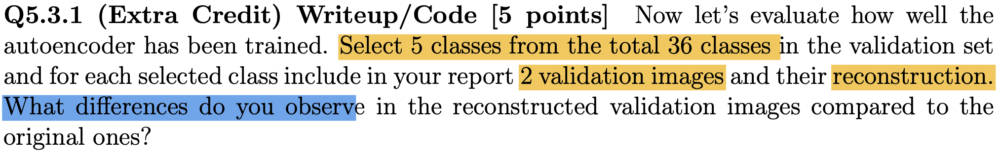 Q5.3.1 (Extra Credit) Writeup/Code [5 points] Now let's evaluate how well the
autoencoder has been trained. Select 5 classes from the total 36 classes in the validation set
and for each selected class include in your report 2 validation images and their reconstruction.
What differences do you observe in the reconstructed validation images compared to the
original ones?